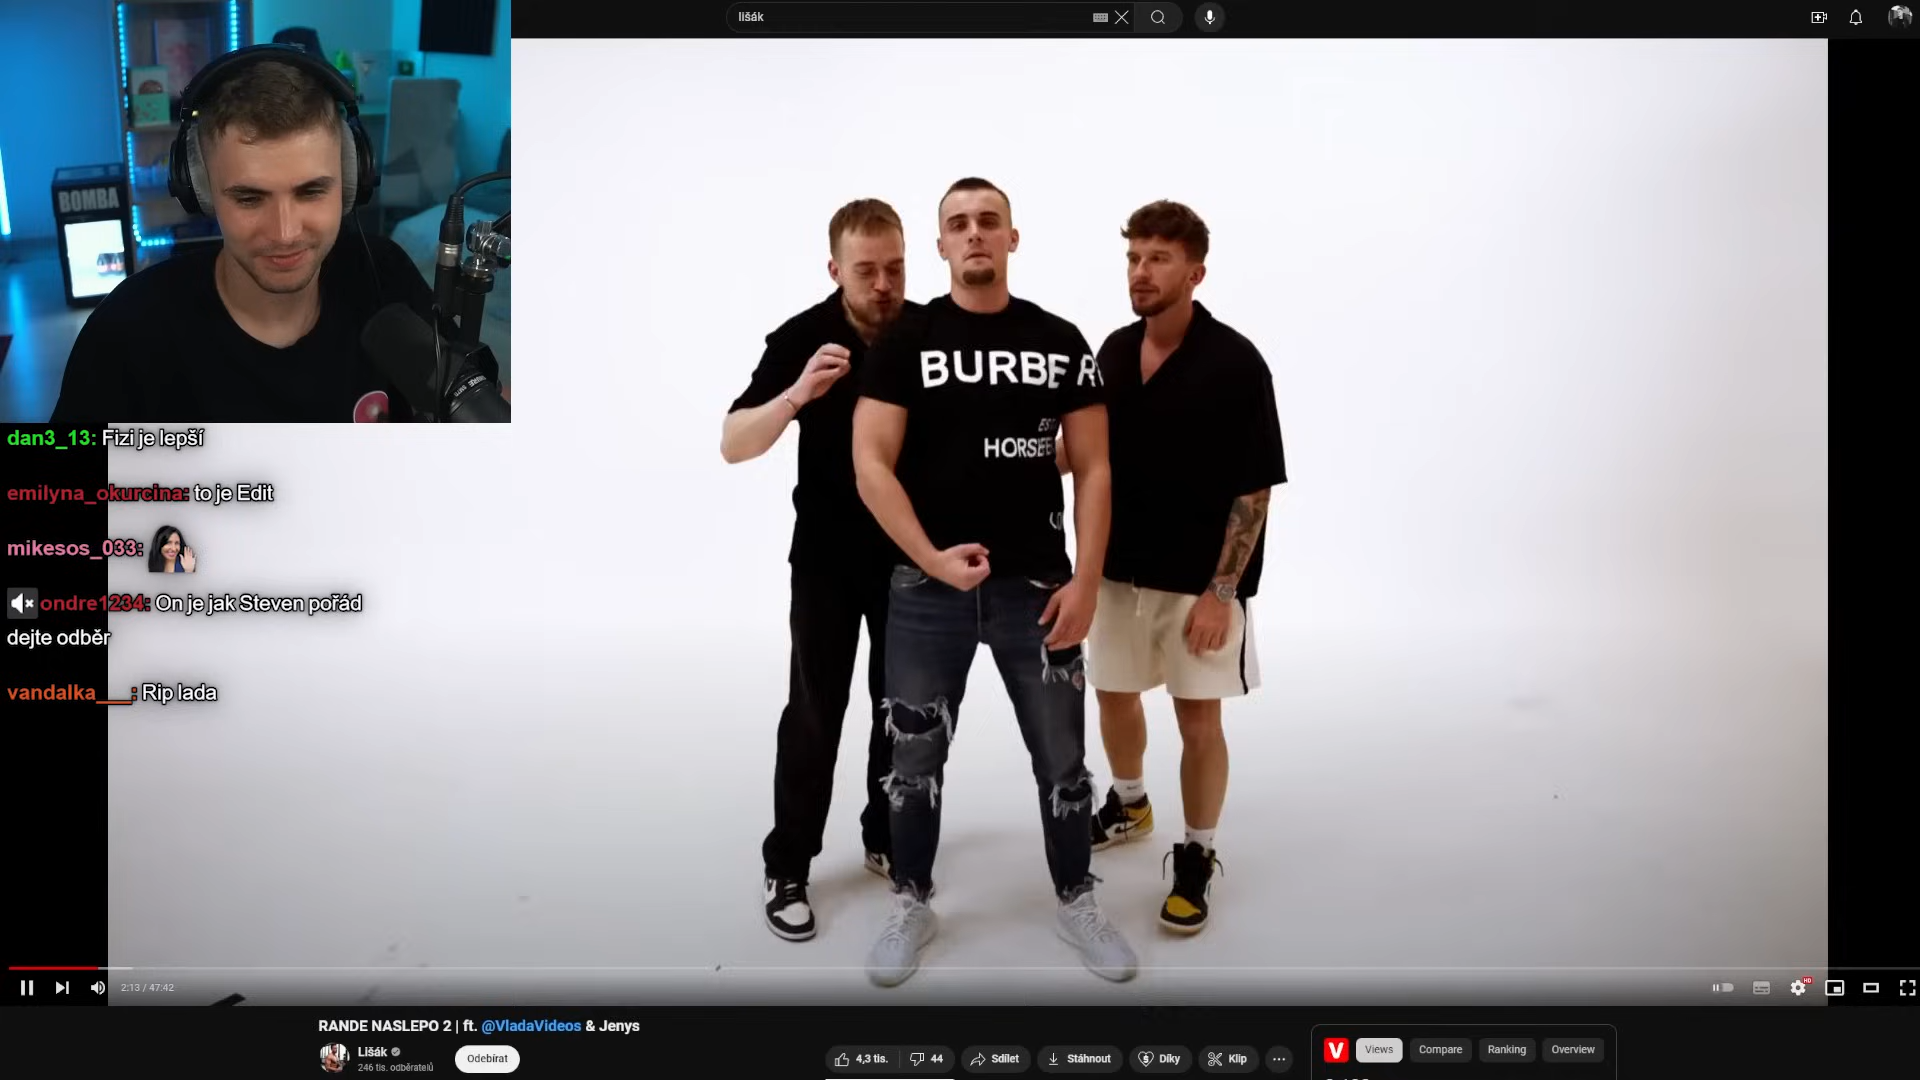 lišák
BOMBA
BURBER
HORSEFE
dan3_13: Fizi je lepší
emilyna_okurcina: to je Edit
mikesos_033:
ondre1234: On je jak Steven pořád
dejte odběr
vandalka___: Rip lada
2:13 / 47:42
HD
RANDE NASLEPO 2 | ft. @VladaVideos & Jenys
Lišák
246 tis. odběratelů
Odebírat
4,3 tis.
44
Sdílet
Stáhnout
Díky
Klip
Views
Compare
Ranking
Overview